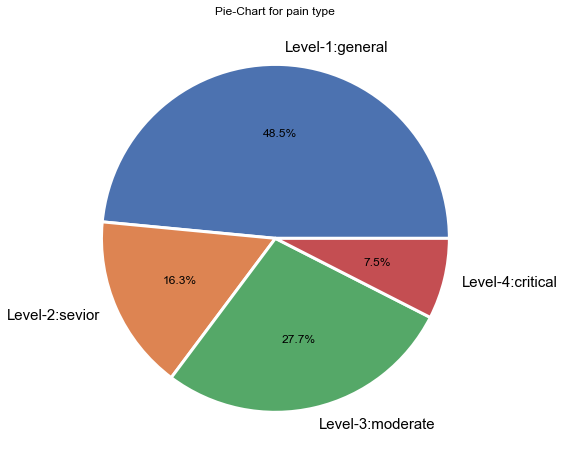 Pie-Chart for pain type
Level-1:general
48.5%
7.5%
16.3%
Level-4:critical
Level-2:sevior
27.7%
Level-3:moderate